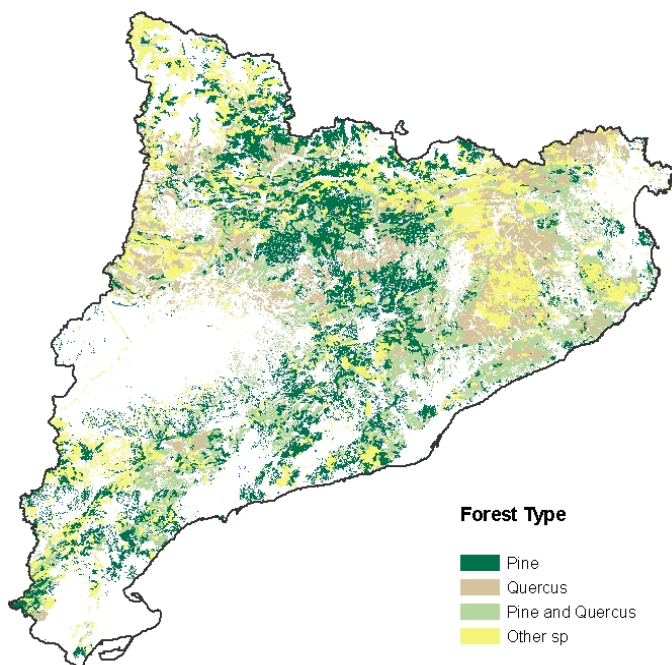 Forest Type
Pine
Quercus
Pine and Quercus
Other sp